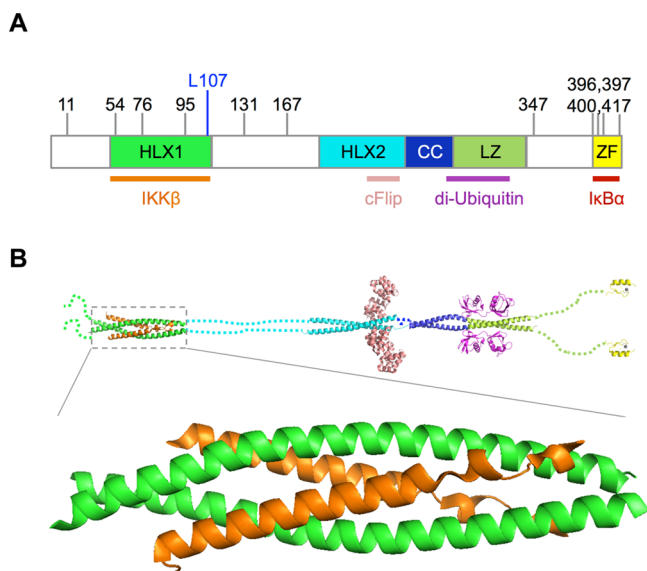 A
L107
396,397
11 54 76 95 131 167 347 400,417
HLX1 HLX2 CC LZ ZF
IKKβ cFlip di-Ubiquitin IκBα
B